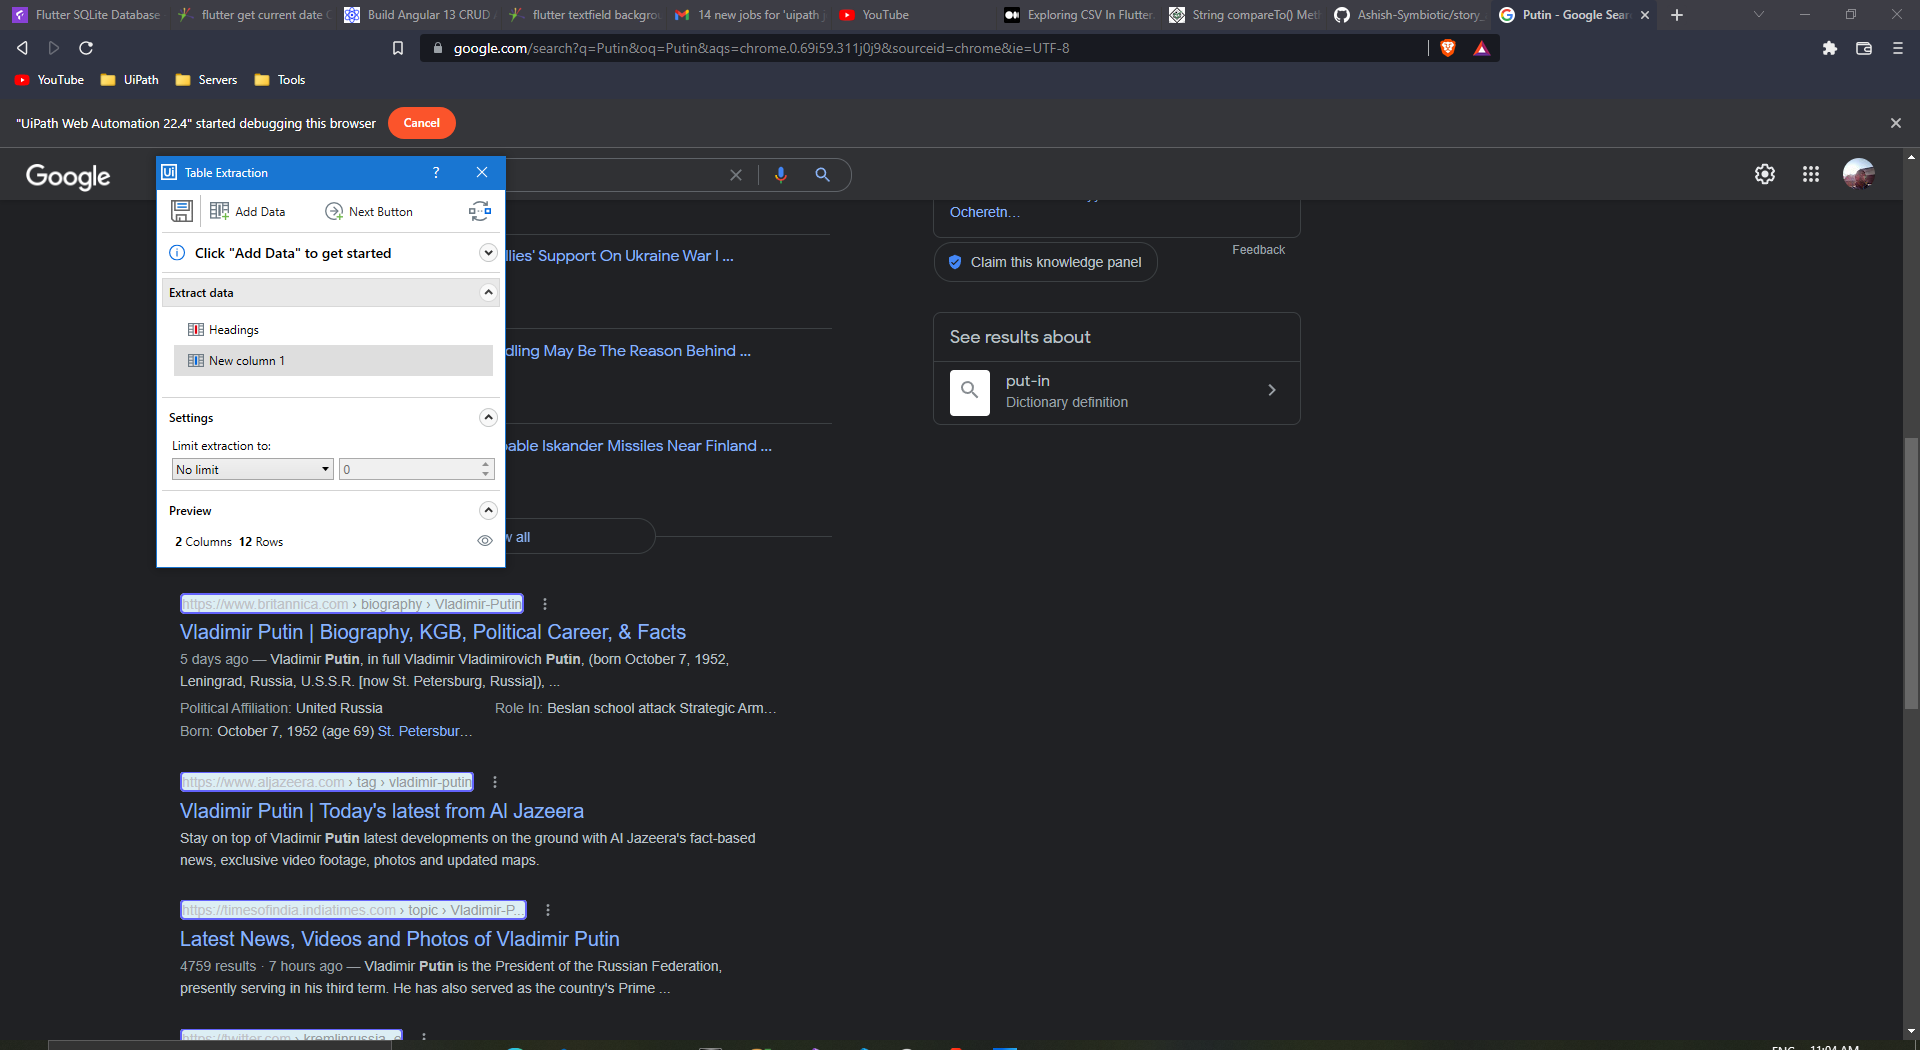 Flutter SQLite Database
flutter get current date
Build Angular 13 CRUD
flutter textfield backgrou
14 new jobs for 'uipath
YouTube
Exploring CSV In Flutter.
String compareTo() Meth
Ashish-Symbiotic/story_
Putin - Google Sear
google.com/search?q=Putin&oq=Putin&aqs=chrome.0.69i59.311j0j9&sourceid=chrome&ie=UTF-8
YouTube
UiPath
Servers
Tools
"UiPath Web Automation 22.4" started debugging this browser
Cancel
Google
Ui Table Extraction
?
Add Data
Next Button
Click "Add Data" to get started
Extract data
Headings
New column 1
Settings
Limit extraction to:
No limit
0
Preview
2 Columns 12 Rows
llies' Support On Ukraine War I ...
dling May Be The Reason Behind ...
able Iskander Missiles Near Finland ...
w all
Ocheretn...
Feedback
Claim this knowledge panel
See results about
put-in
Dictionary definition
https://www.britannica.com › biography › Vladimir-Putin
Vladimir Putin | Biography, KGB, Political Career, & Facts
5 days ago — Vladimir Putin, in full Vladimir Vladimirovich Putin, (born October 7, 1952,
Leningrad, Russia, U.S.S.R. [now St. Petersburg, Russia]), ...
Political Affiliation: United Russia
Role In: Beslan school attack Strategic Arm...
Born: October 7, 1952 (age 69) St. Petersbur...
https://www.aljazeera.com › tag › vladimir-putin
Vladimir Putin | Today's latest from Al Jazeera
Stay on top of Vladimir Putin latest developments on the ground with Al Jazeera's fact-based
news, exclusive video footage, photos and updated maps.
https://timesofindia.indiatimes.com › topic › Vladimir-P...
Latest News, Videos and Photos of Vladimir Putin
4759 results · 7 hours ago — Vladimir Putin is the President of the Russian Federation,
presently serving in his third term. He has also served as the country's Prime ...
https://twitter.com › kremlinrussia_e
ENG 11:04 AM